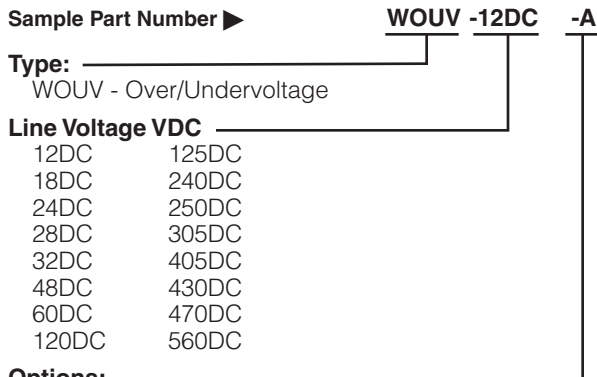 Sample Part Number ▶ WOUV -12DC -A
Type:
WOUV - Over/Undervoltage
Line Voltage VDC
12DC 125DC
18DC 240DC
24DC 250DC
28DC 305DC
32DC 405DC
48DC 430DC
60DC 470DC
120DC 560DC
Options: